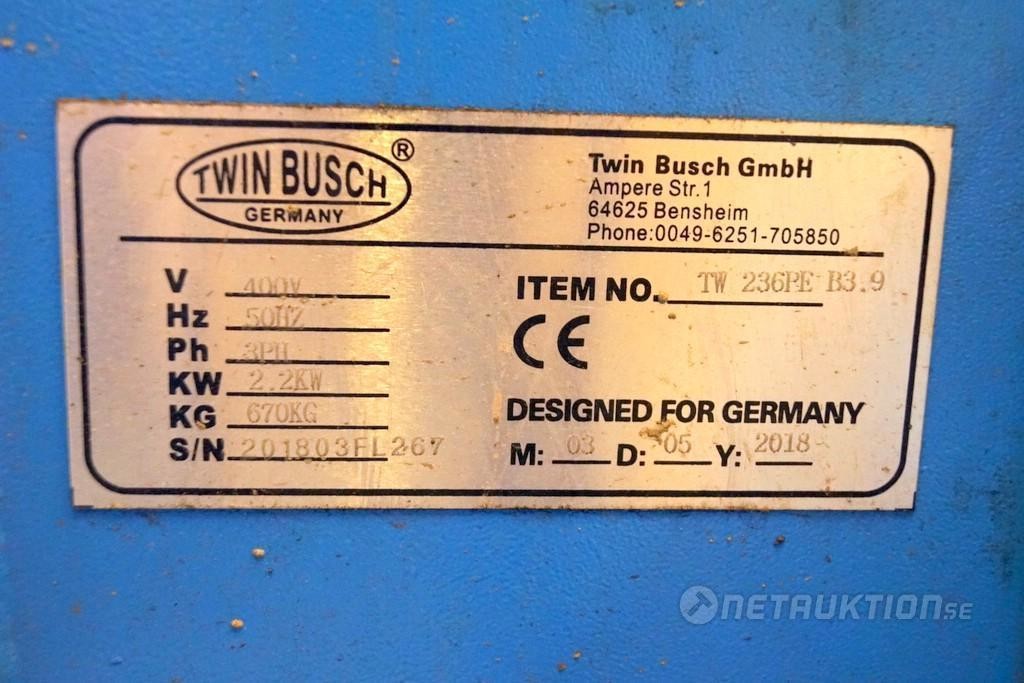 TWIN BUSCH ®
GERMANY
Twin Busch GmbH
Ampere Str.1
64625 Bensheim
Phone:0049-6251-705850
V 400V
Hz 50HZ
Ph 3PH
KW 2.2KW
KG 670KG
S/N 201803FL267
ITEM NO. TW 236PE B3.9
CE
DESIGNED FOR GERMANY
M: 03 D: 05 Y: 2018
NETAUKTION.SE